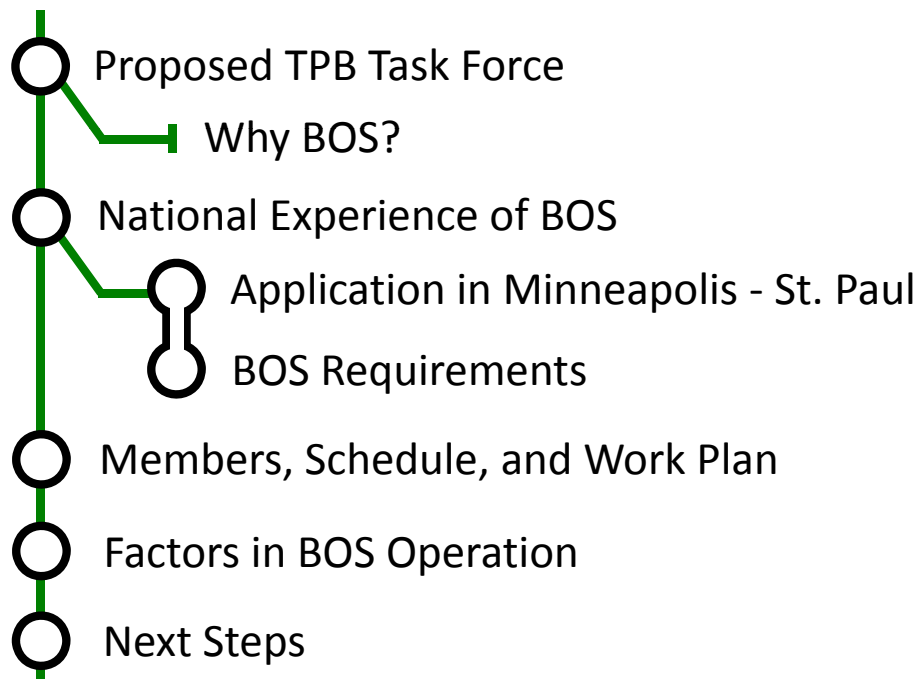 Proposed TPB Task Force
Why BOS?
National Experience of BOS
Application in Minneapolis - St. Paul
BOS Requirements
Members, Schedule, and Work Plan
Factors in BOS Operation
Next Steps